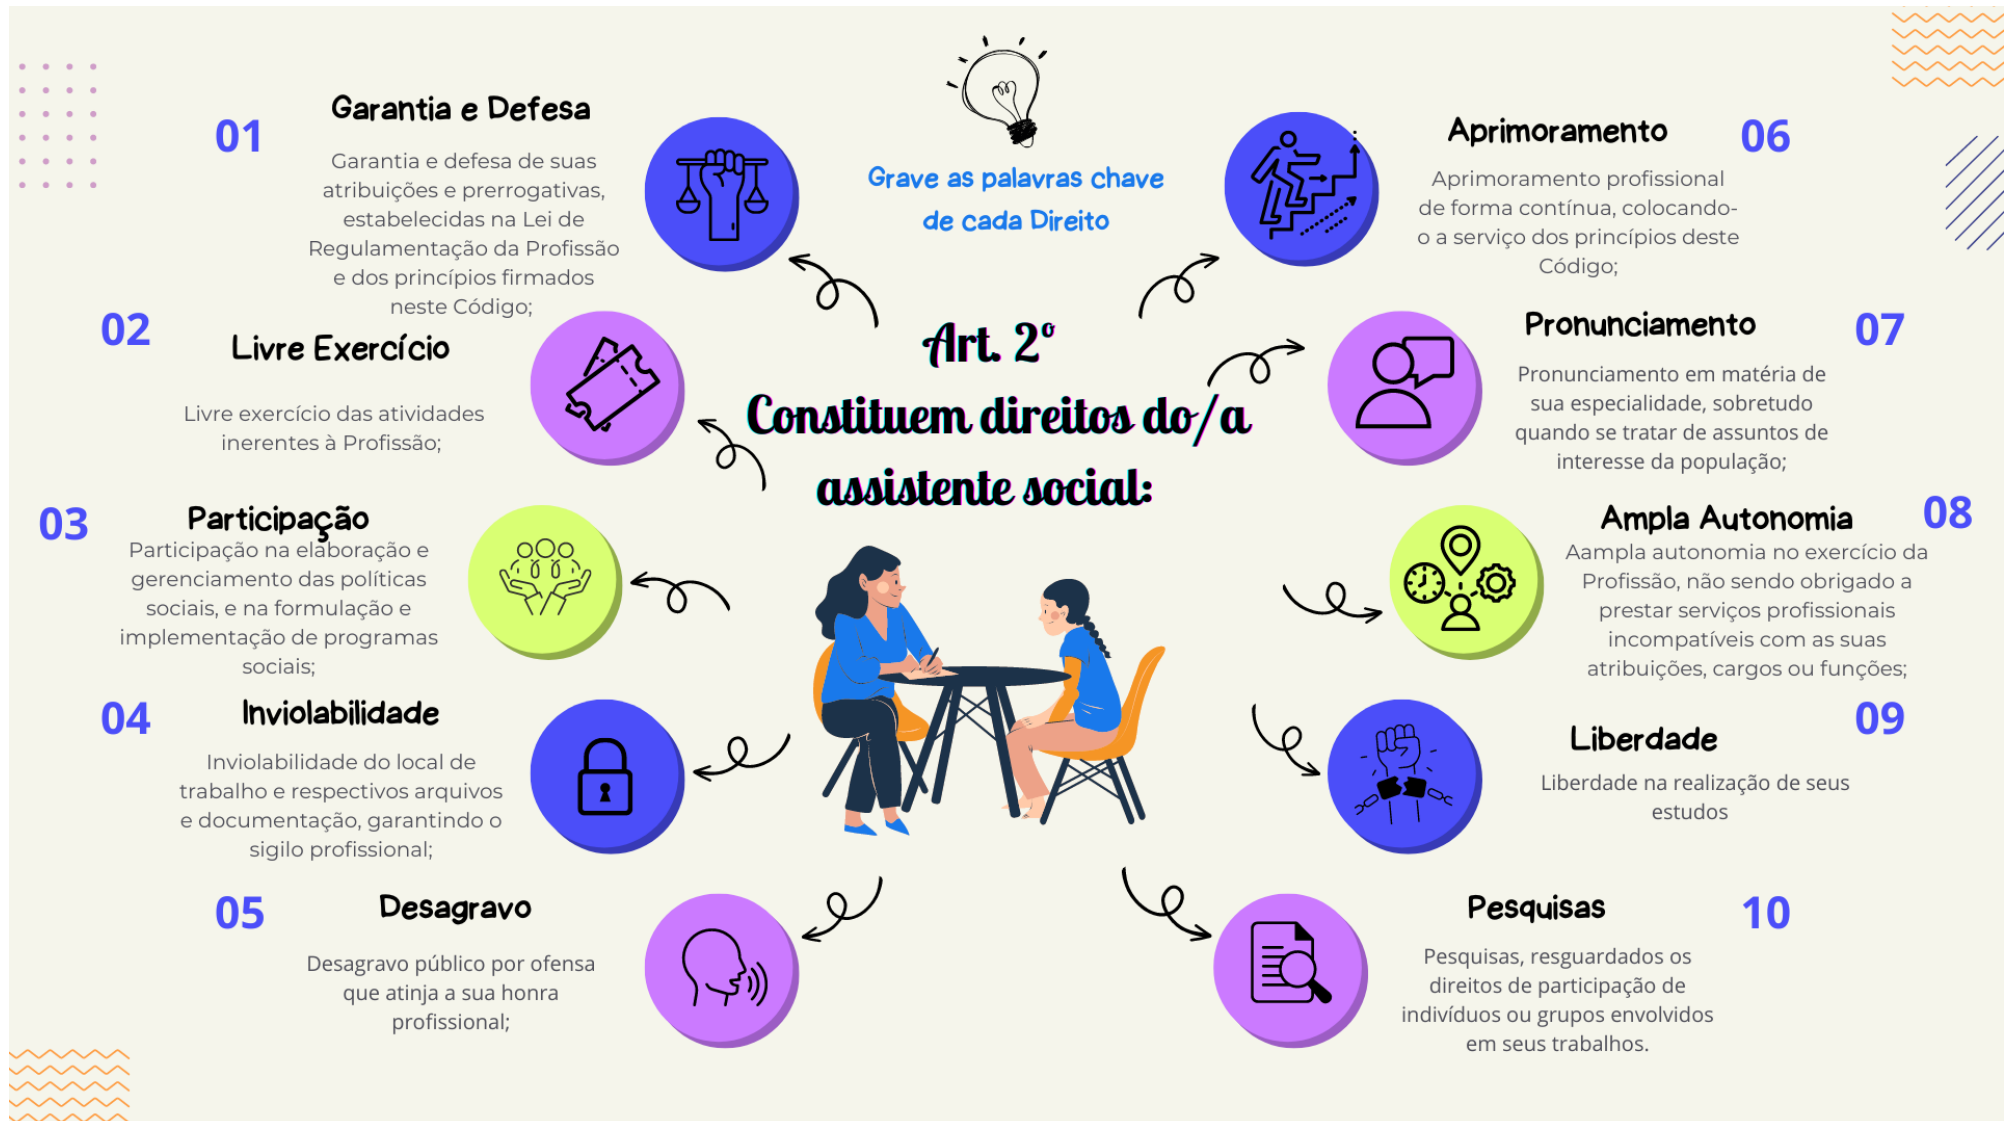 Grave as palavras chave
de cada Direito
Art. 2º
Constituem direitos do/a
assistente social:
01
Garantia e Defesa
Garantia e defesa de suas
atribuições e prerrogativas,
estabelecidas na Lei de
Regulamentação da Profissão
e dos princípios firmados
neste Código;
02
Livre Exercício
Livre exercício das atividades
inerentes à Profissão;
03
Participação
Participação na elaboração e
gerenciamento das políticas
sociais, e na formulação e
implementação de programas
sociais;
04
Inviolabilidade
Inviolabilidade do local de
trabalho e respectivos arquivos
e documentação, garantindo o
sigilo profissional;
05
Desagravo
Desagravo público por ofensa
que atinja a sua honra
profissional;
Aprimoramento
06
Aprimoramento profissional
de forma contínua, colocando-
o a serviço dos princípios deste
Código;
Pronunciamento
07
Pronunciamento em matéria de
sua especialidade, sobretudo
quando se tratar de assuntos de
interesse da população;
Ampla Autonomia
08
Aampla autonomia no exercício da
Profissão, não sendo obrigado a
prestar serviços profissionais
incompatíveis com as suas
atribuições, cargos ou funções;
09
Liberdade
Liberdade na realização de seus
estudos
Pesquisas
10
Pesquisas, resguardados os
direitos de participação de
indivíduos ou grupos envolvidos
em seus trabalhos.